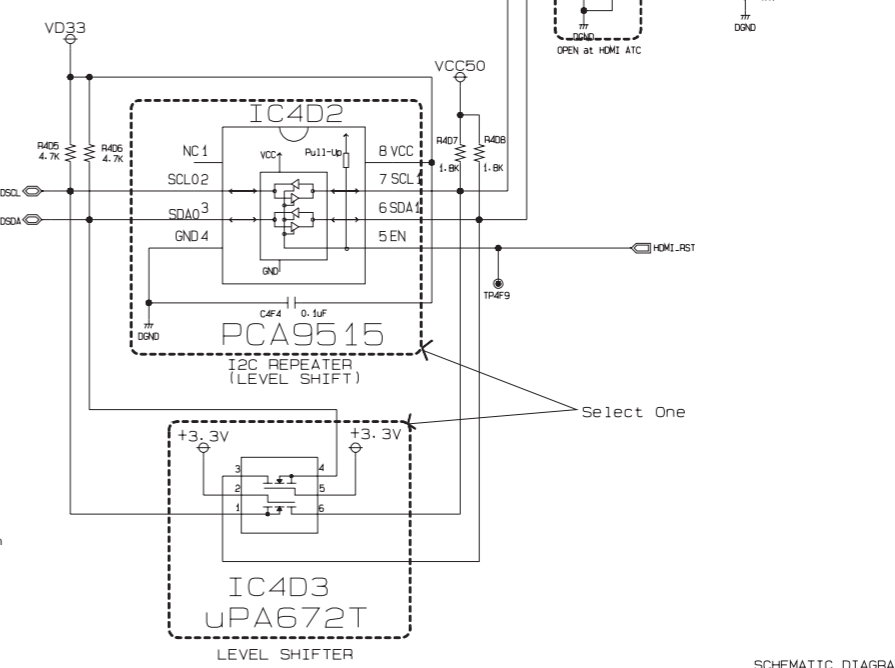 VD33
DGND
OPEN at HDMI ATC
DGND
VCC50
IC4D2
R4D5
4.7K
R4D6
4.7K
NC 1
VCC
Pull-Up
8 VCC
R4D7
1.8K
R4D8
1.8K
DSCL
SCL0 2
7 SCL1
DSDA
SDA0 3
6 SDA1
GND 4
5 EN
HDMI_RST
GND
TP4F9
C4F4
0.1uF
DGND
PCA9515
I2C REPEATER
(LEVEL SHIFT)
Select One
+3.3V
+3.3V
3
4
2
5
1
6
IC4D3
uPA672T
LEVEL SHIFTER
SCHEMATIC DIAGRA